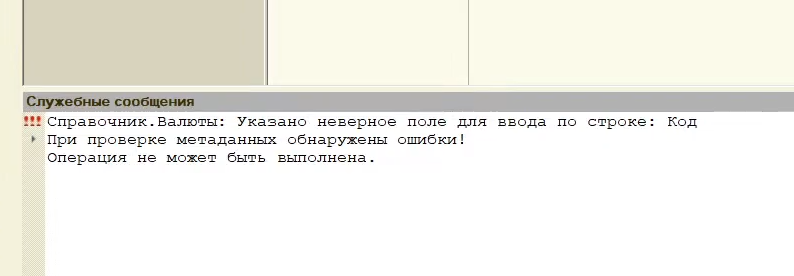 Служебные сообщения
Справочник.Валюты: Указано неверное поле для ввода по строке: Код
При проверке метаданных обнаружены ошибки!
Операция не может быть выполнена.